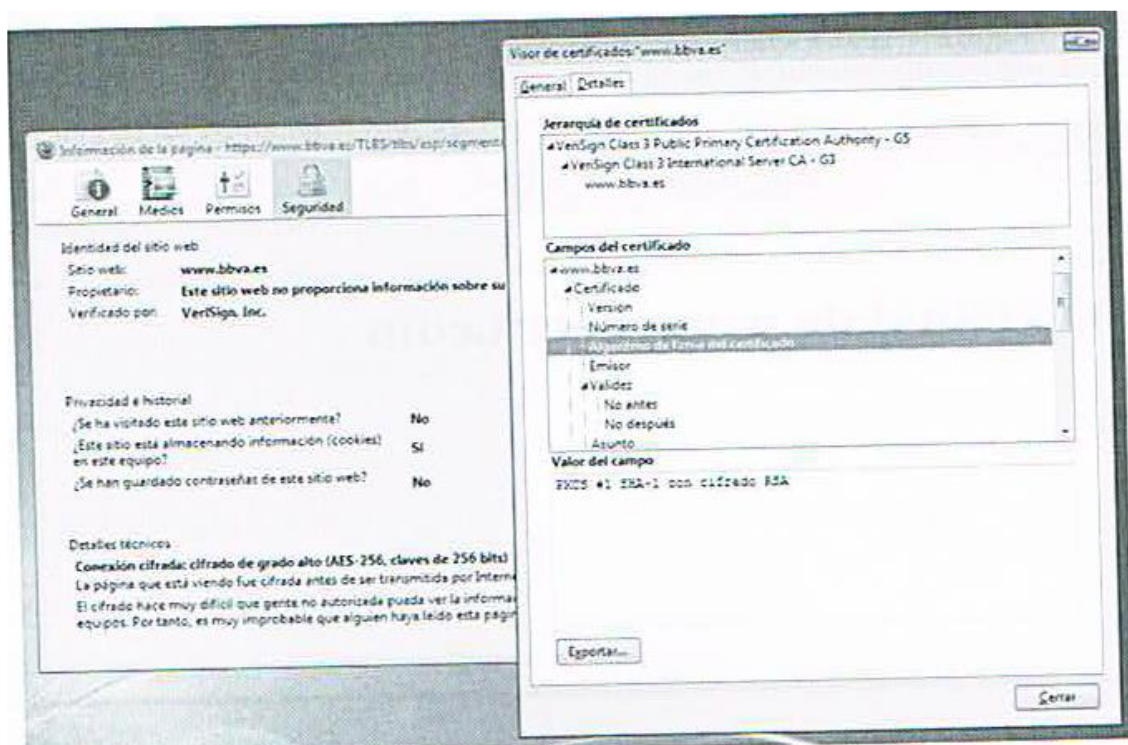 Información de la página - https://www.bbva.es/TLBS/tlbs/esp/segmento
General Medios Permisos Seguridad
Identidad del sitio web
Sitio web: www.bbva.es
Propietario: Este sitio web no proporciona información sobre su
Verificado por: VeriSign, Inc.
Privacidad e historial
¿Se ha visitado este sitio web anteriormente? No
¿Este sitio está almacenando información (cookies) Sí
en este equipo?
¿Se han guardado contraseñas de este sitio web? No
Detalles técnicos
Conexión cifrada: cifrado de grado alto (AES-256, claves de 256 bits)
La página que está viendo fue cifrada antes de ser transmitida por Interne
El cifrado hace muy difícil que gente no autorizada pueda ver la informac
equipos. Por tanto, es muy improbable que alguien haya leído esta págin
Visor de certificados:"www.bbva.es"
General Detalles
Jerarquía de certificados
VeriSign Class 3 Public Primary Certification Authority - G5
VeriSign Class 3 International Server CA - G3
www.bbva.es
Campos del certificado
www.bbva.es
Certificado
Versión
Número de serie
Algoritmo de firma del certificado
Emisor
Validez
No antes
No después
Asunto
Valor del campo
PKCS #1 SHA-1 con cifrado RSA
Exportar...
Cerrar